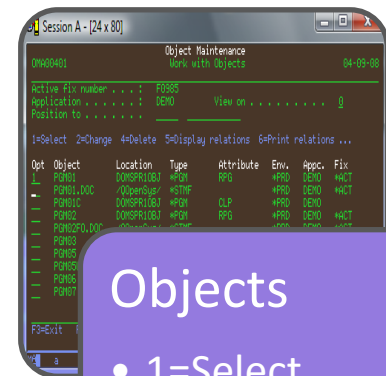 Session A - [24 x 80]
Object Maintenance
OMA00401 Work with Objects 04-09-08
Active fix number . . . : F0985
Application . . . . . . : DEMO View on . . . . . . . . . 0
Position to . . . . . .
1=Select 2=Change 4=Delete 5=Display relations 6=Print relations ...
Opt Object Location Type Attribute Env. Appc. Fix
1 PGM01 DOMSPR1OBJ *PGM RPG *PRD DEMO *ACT
PGM01.DOC /QOpenSys/ *STMF *PRD DEMO *ACT
PGM01C DOMSPR1OBJ *PGM CLP *PRD DEMO
PGM02 DOMSPR1OBJ *PGM RPG *PRD DEMO *ACT
PGM02FO.DOC
PGM03
PGM05
PGM06
PGM07
F3=Exit
MA a
Objects
• 1=Select